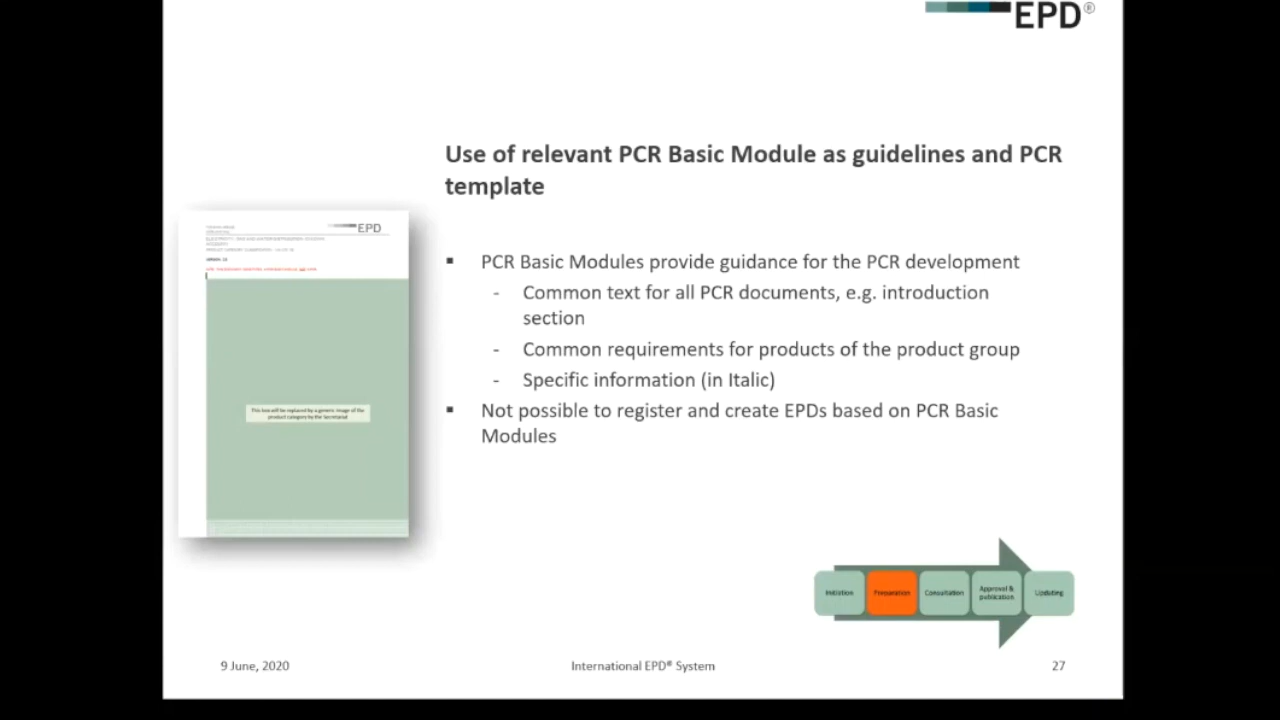 EPD®
Use of relevant PCR Basic Module as guidelines and PCR
template
EPD
This box will be replaced by a generic image of the
product category by the Secretariat
▪ PCR Basic Modules provide guidance for the PCR development
- Common text for all PCR documents, e.g. introduction
section
- Common requirements for products of the product group
- Specific information (in Italic)
▪ Not possible to register and create EPDs based on PCR Basic
Modules
Initiation
Preparation
Consultation
Approval &
publication
Updating
9 June, 2020
International EPD® System
27